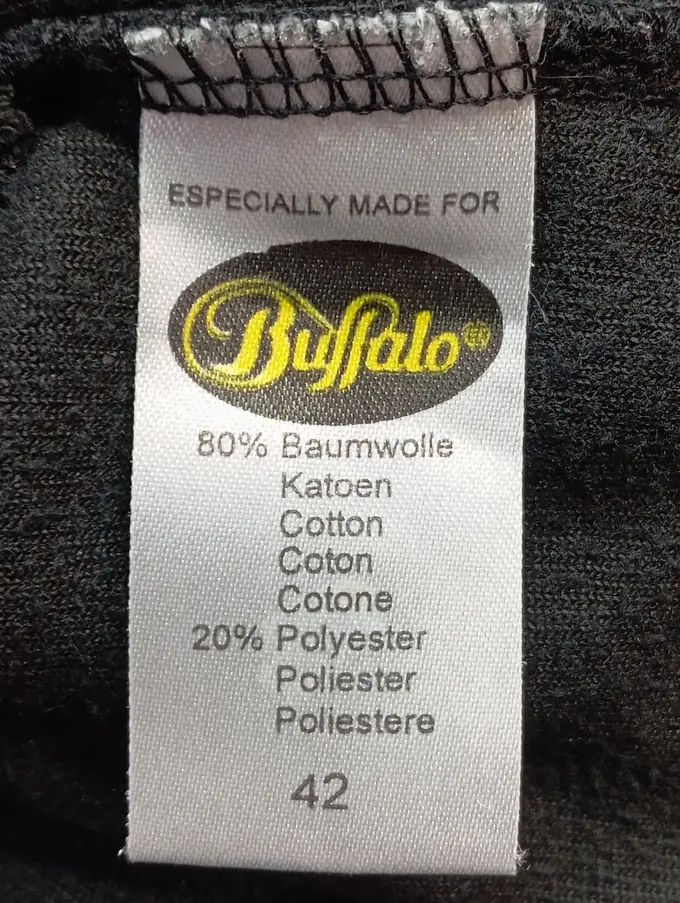 ESPECIALLY MADE FOR
Buffalo®
80% Baumwolle
Katoen
Cotton
Coton
Cotone
20% Polyester
Poliester
Poliestere
42